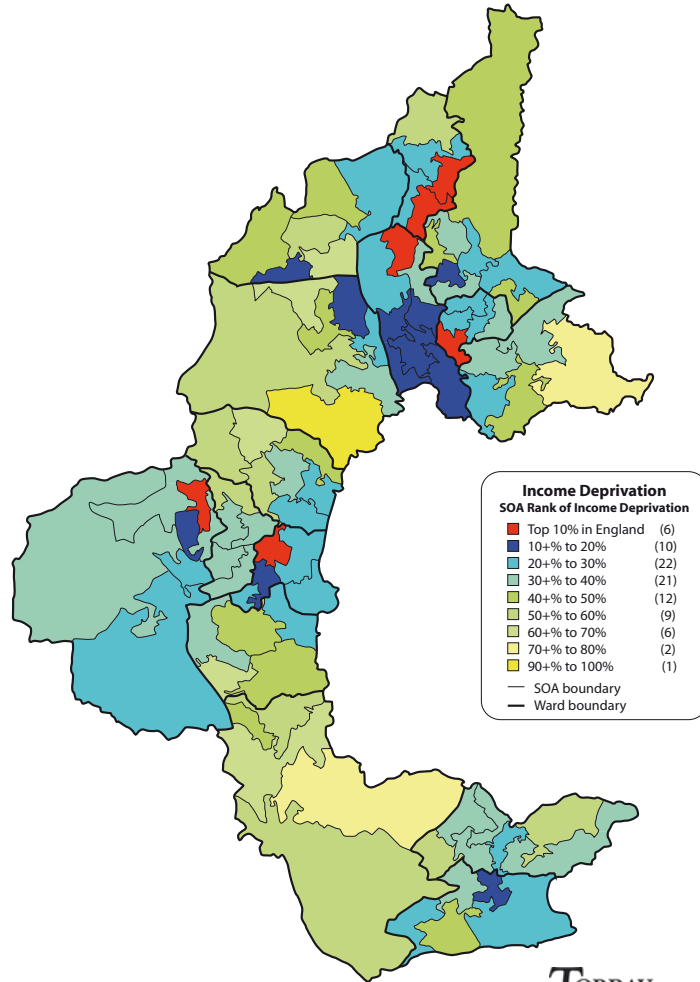 Income Deprivation
SOA Rank of Income Deprivation
Top 10% in England (6)
10+% to 20% (10)
20+% to 30% (22)
30+% to 40% (21)
40+% to 50% (12)
50+% to 60% (9)
60+% to 70% (6)
70+% to 80% (2)
90+% to 100% (1)
SOA boundary
Ward boundary
TORBAY